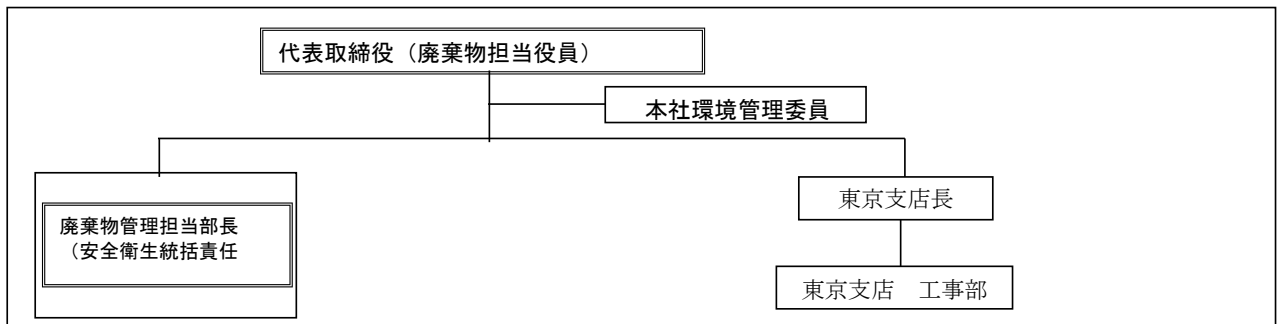 代表取締役（廃棄物担当役員）
本社環境管理委員
東京支店長
廃棄物管理担当部長
（安全衛生統括責任
東京支店　工事部